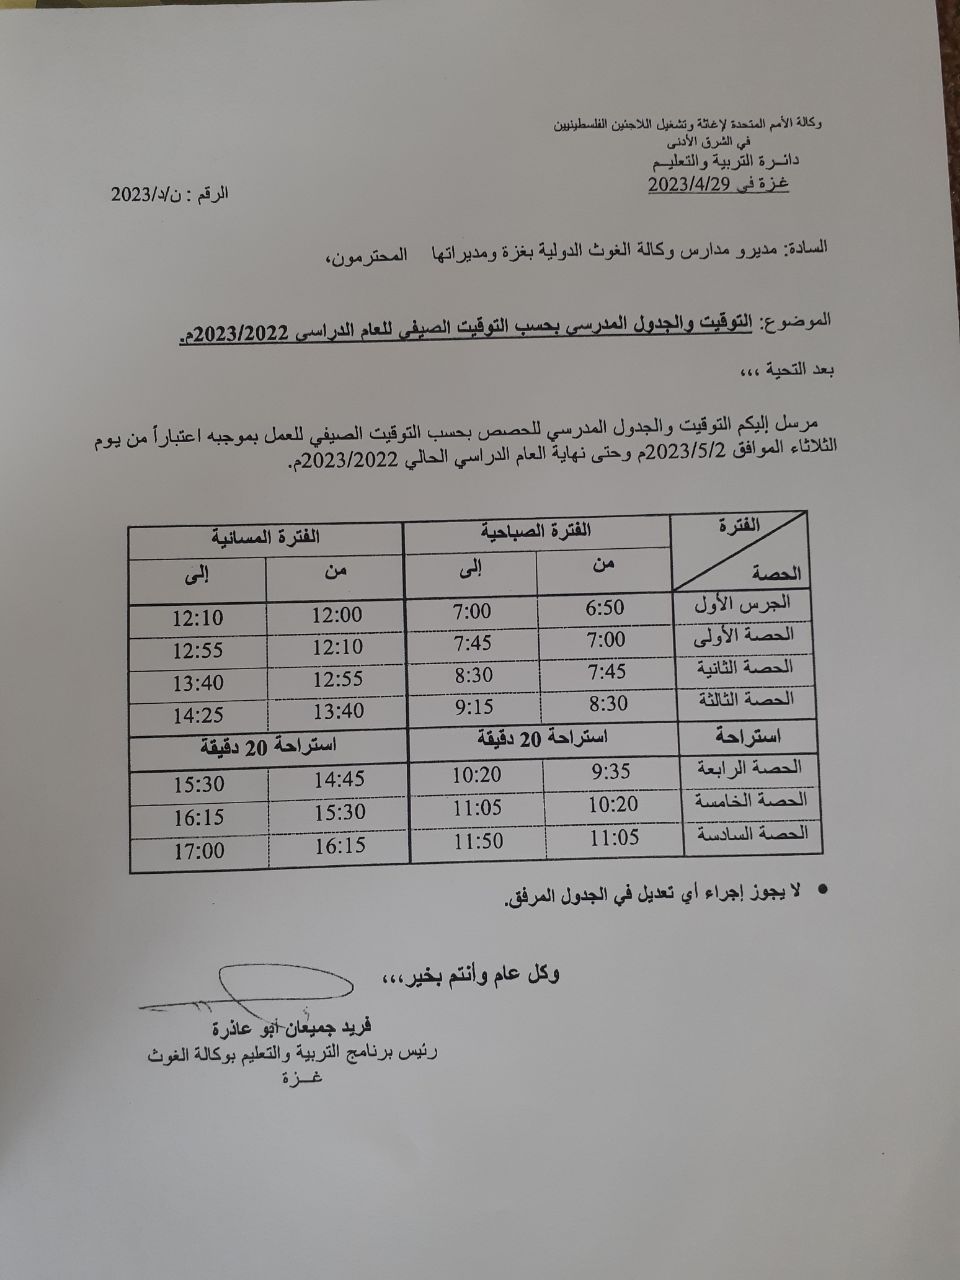 وكالة الأمم المتحدة لإغاثة وتشغيل اللاجئين الفلسطينيين
في الشرق الأدنى
دائرة التربية والتعليم
غزة في 2023/4/29
الرقم : ن/د/2023
السادة: مديرو مدارس وكالة الغوث الدولية بغزة ومديراتها المحترمون،
الموضوع: التوقيت والجدول المدرسي بحسب التوقيت الصيفي للعام الدراسي 2023/2022م.
بعد التحية ،،،
مرسل إليكم التوقيت والجدول المدرسي للحصص بحسب التوقيت الصيفي للعمل بموجبه اعتباراً من يوم
الثلاثاء الموافق 2023/5/2م وحتى نهاية العام الدراسي الحالي 2023/2022م.
الفترة الفترة الصباحية الفترة المسائية
الحصة من إلى من إلى
الجرس الأول 6:50 7:00 12:00 12:10
الحصة الأولى 7:00 7:45 12:10 12:55
الحصة الثانية 7:45 8:30 12:55 13:40
الحصة الثالثة 8:30 9:15 13:40 14:25
استراحة استراحة 20 دقيقة استراحة 20 دقيقة
الحصة الرابعة 9:35 10:20 14:45 15:30
الحصة الخامسة 10:20 11:05 15:30 16:15
الحصة السادسة 11:05 11:50 16:15 17:00
• لا يجوز إجراء أي تعديل في الجدول المرفق.
وكل عام وأنتم بخير،،،
فريد جميعان أبو عاذرة
رئيس برنامج التربية والتعليم بوكالة الغوث
غـــزة